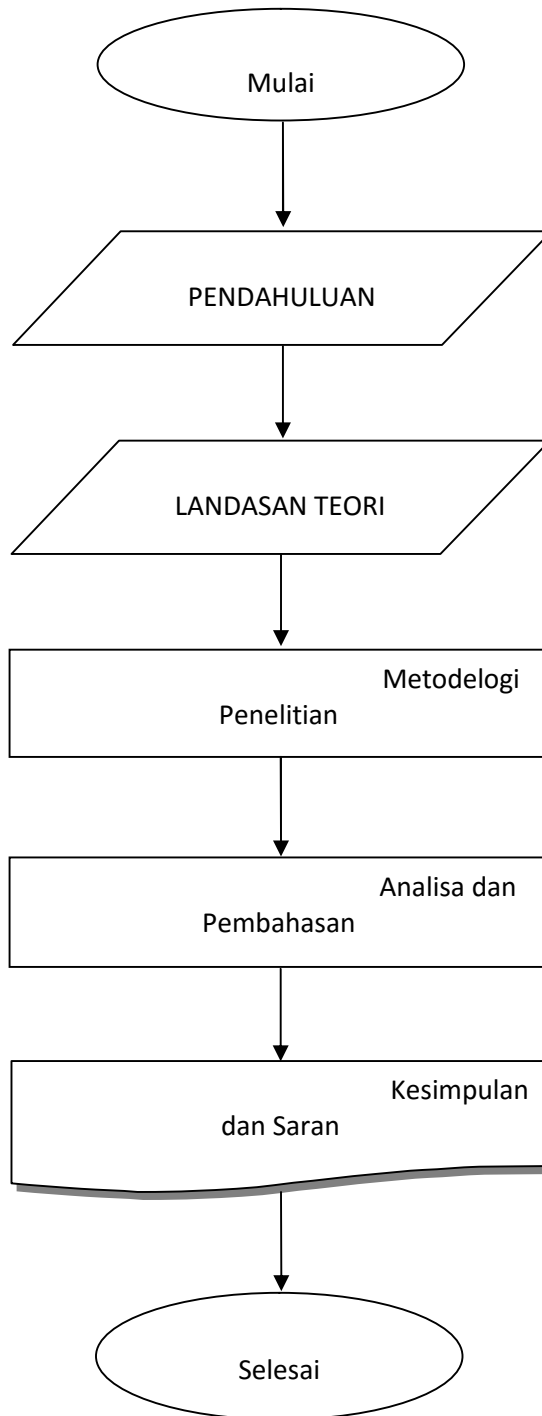 Mulai
PENDAHULUAN
LANDASAN TEORI
Metodelogi
Penelitian
Analisa dan
Pembahasan
Kesimpulan
dan Saran
Selesai